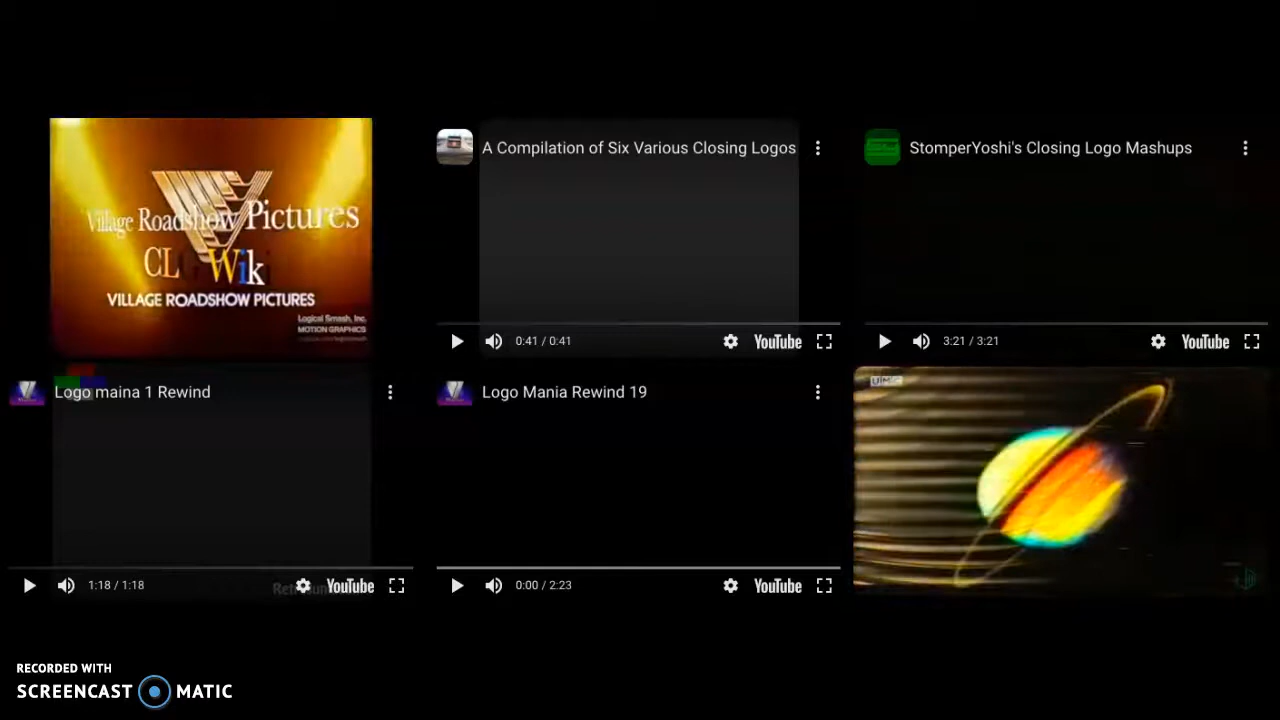 Village Roadshow Pictures
CLG Wiki
VILLAGE ROADSHOW PICTURES
Logical Smash, Inc.
MOTION GRAPHICS
A Compilation of Six Various Closing Logos
0:41 / 0:41
YouTube
StomperYoshi's Closing Logo Mashups
3:21 / 3:21
YouTube
Logo maina 1 Rewind
1:18 / 1:18
YouTube
Logo Mania Rewind 19
0:00 / 2:23
YouTube
RECORDED WITH
SCREENCAST MATIC